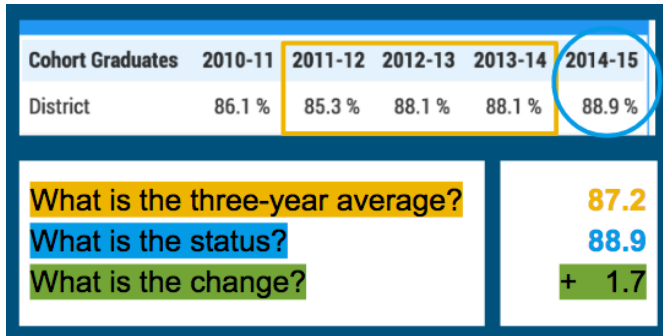 Cohort Graduates 2010-11 2011-12 2012-13 2013-14 2014-15
District 86.1 % 85.3 % 88.1 % 88.1 % 88.9 %
What is the three-year average? 87.2
What is the status? 88.9
What is the change? + 1.7